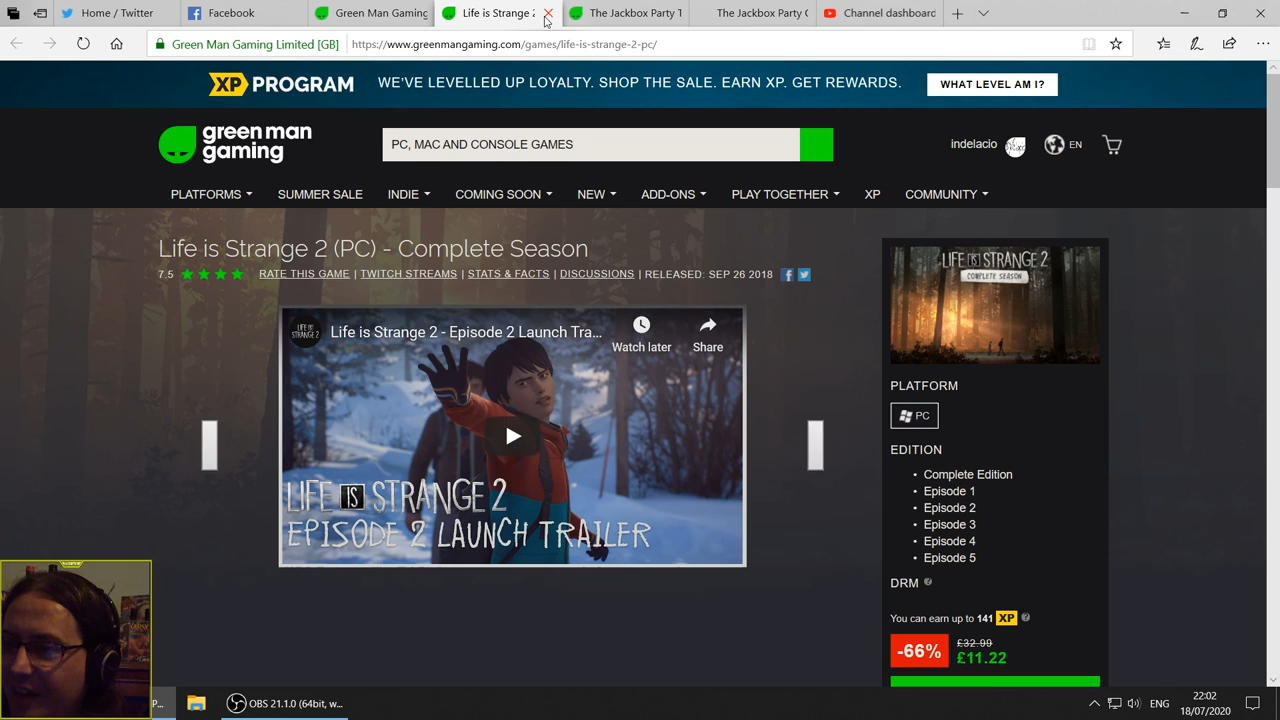 Home / Twitter
Facebook
Green Man Gaming
Life is Strange 2
The Jackbox Party
The Jackbox Party
Channel dashboard
Green Man Gaming Limited [GB]
https://www.greenmangaming.com/games/life-is-strange-2-pc/
XP PROGRAM
WE'VE LEVELLED UP LOYALTY. SHOP THE SALE. EARN XP. GET REWARDS.
WHAT LEVEL AM I?
green man
gaming
PC, MAC AND CONSOLE GAMES
indelacio
EN
PLATFORMS
SUMMER SALE
INDIE
COMING SOON
NEW
ADD-ONS
PLAY TOGETHER
XP
COMMUNITY
Life is Strange 2 (PC) - Complete Season
7.5
RATE THIS GAME | TWITCH STREAMS | STATS & FACTS | DISCUSSIONS | RELEASED: SEP 26 2018
LIFE IS STRANGE 2
Life is Strange 2 - Episode 2 Launch Tra...
Watch later
Share
LIFE IS STRANGE 2
EPISODE 2 LAUNCH TRAILER
LIFE IS STRANGE 2
COMPLETE SEASON
PLATFORM
PC
EDITION
• Complete Edition
• Episode 1
• Episode 2
• Episode 3
• Episode 4
• Episode 5
DRM
You can earn up to 141 XP
-66%
£32.99
£11.22
OBS 21.1.0 (64bit, w...
ENG
22:02
18/07/2020